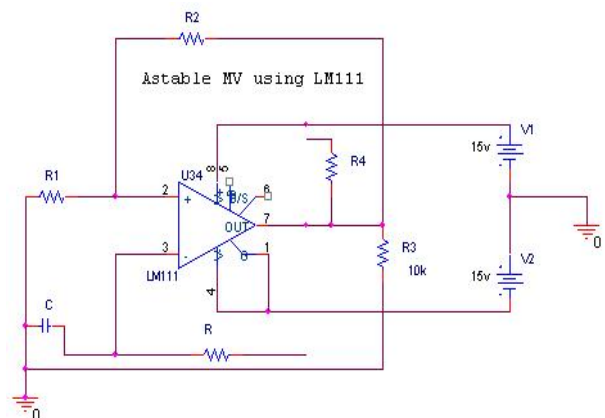 R2
Astable MV using LM111
V1
15v
8
5
U34
R4
B/S
6
R1
2
+
7
OUT
0
R3
10k
3
-
G
1
LM111
V2
15v
4
C
R
0